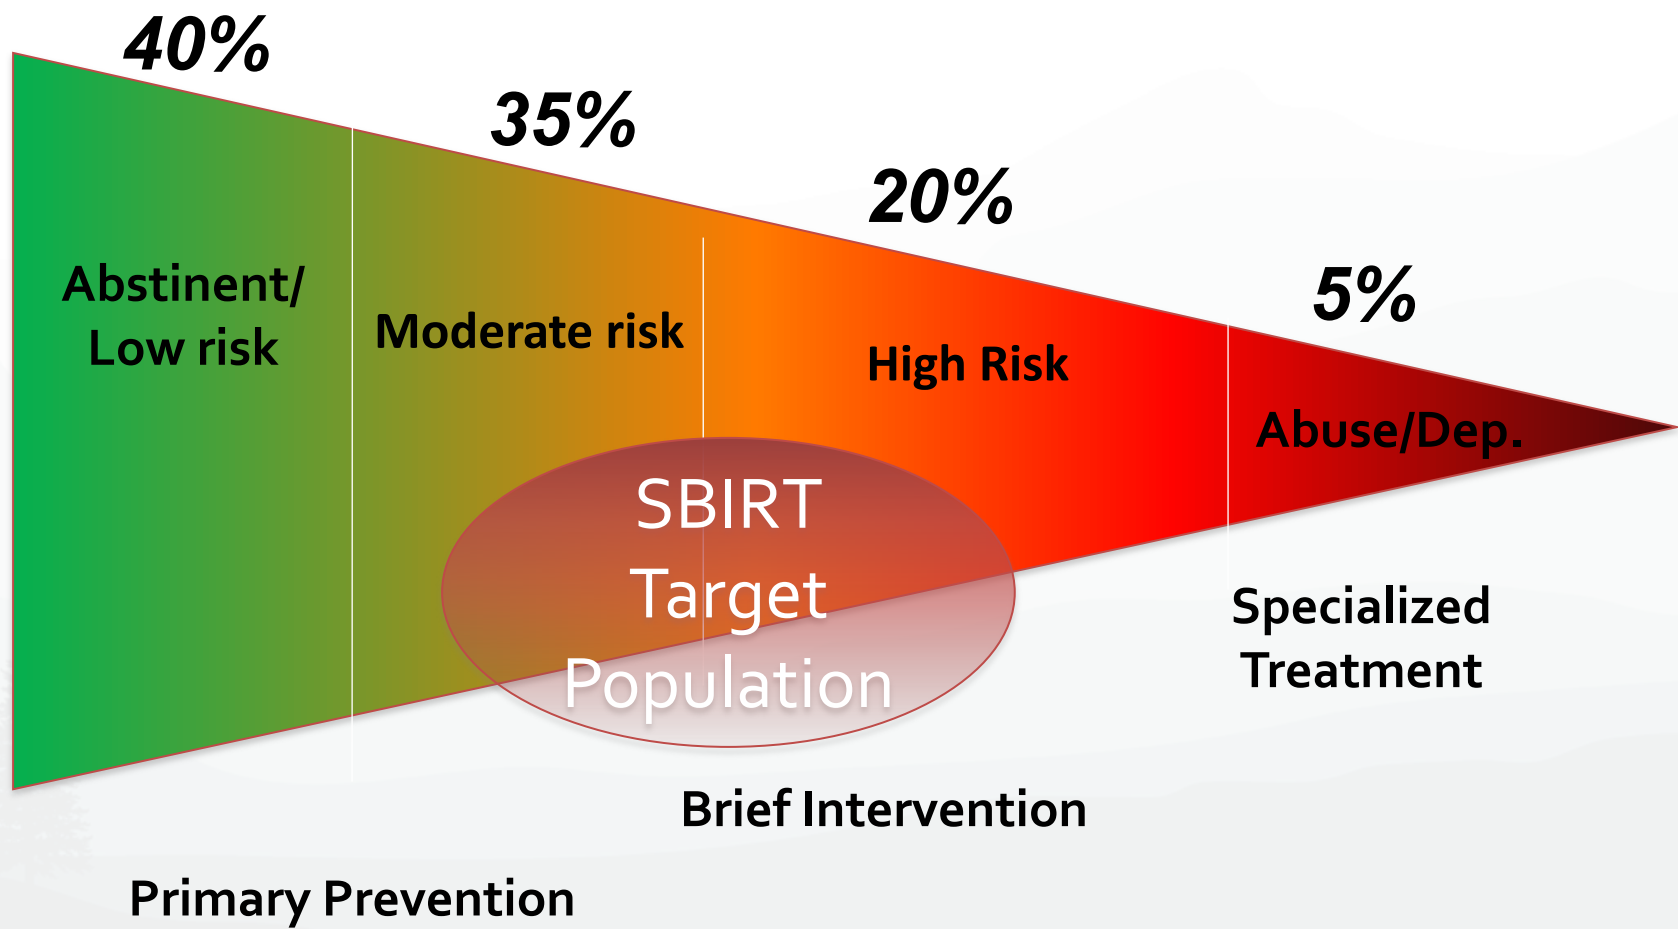 40%
35%
20%
5%
Abstinent/
Low risk
Moderate risk
High Risk
Abuse/Dep.
SBIRT
Target
Population
Specialized
Treatment
Brief Intervention
Primary Prevention